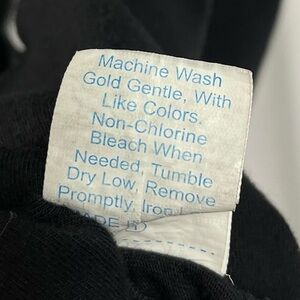 Machine Wash
Gold Gentle, With
Like Colors.
Non-Chlorine
Bleach When
Needed, Tumble
Dry Low, Remove
Promptly, Iron